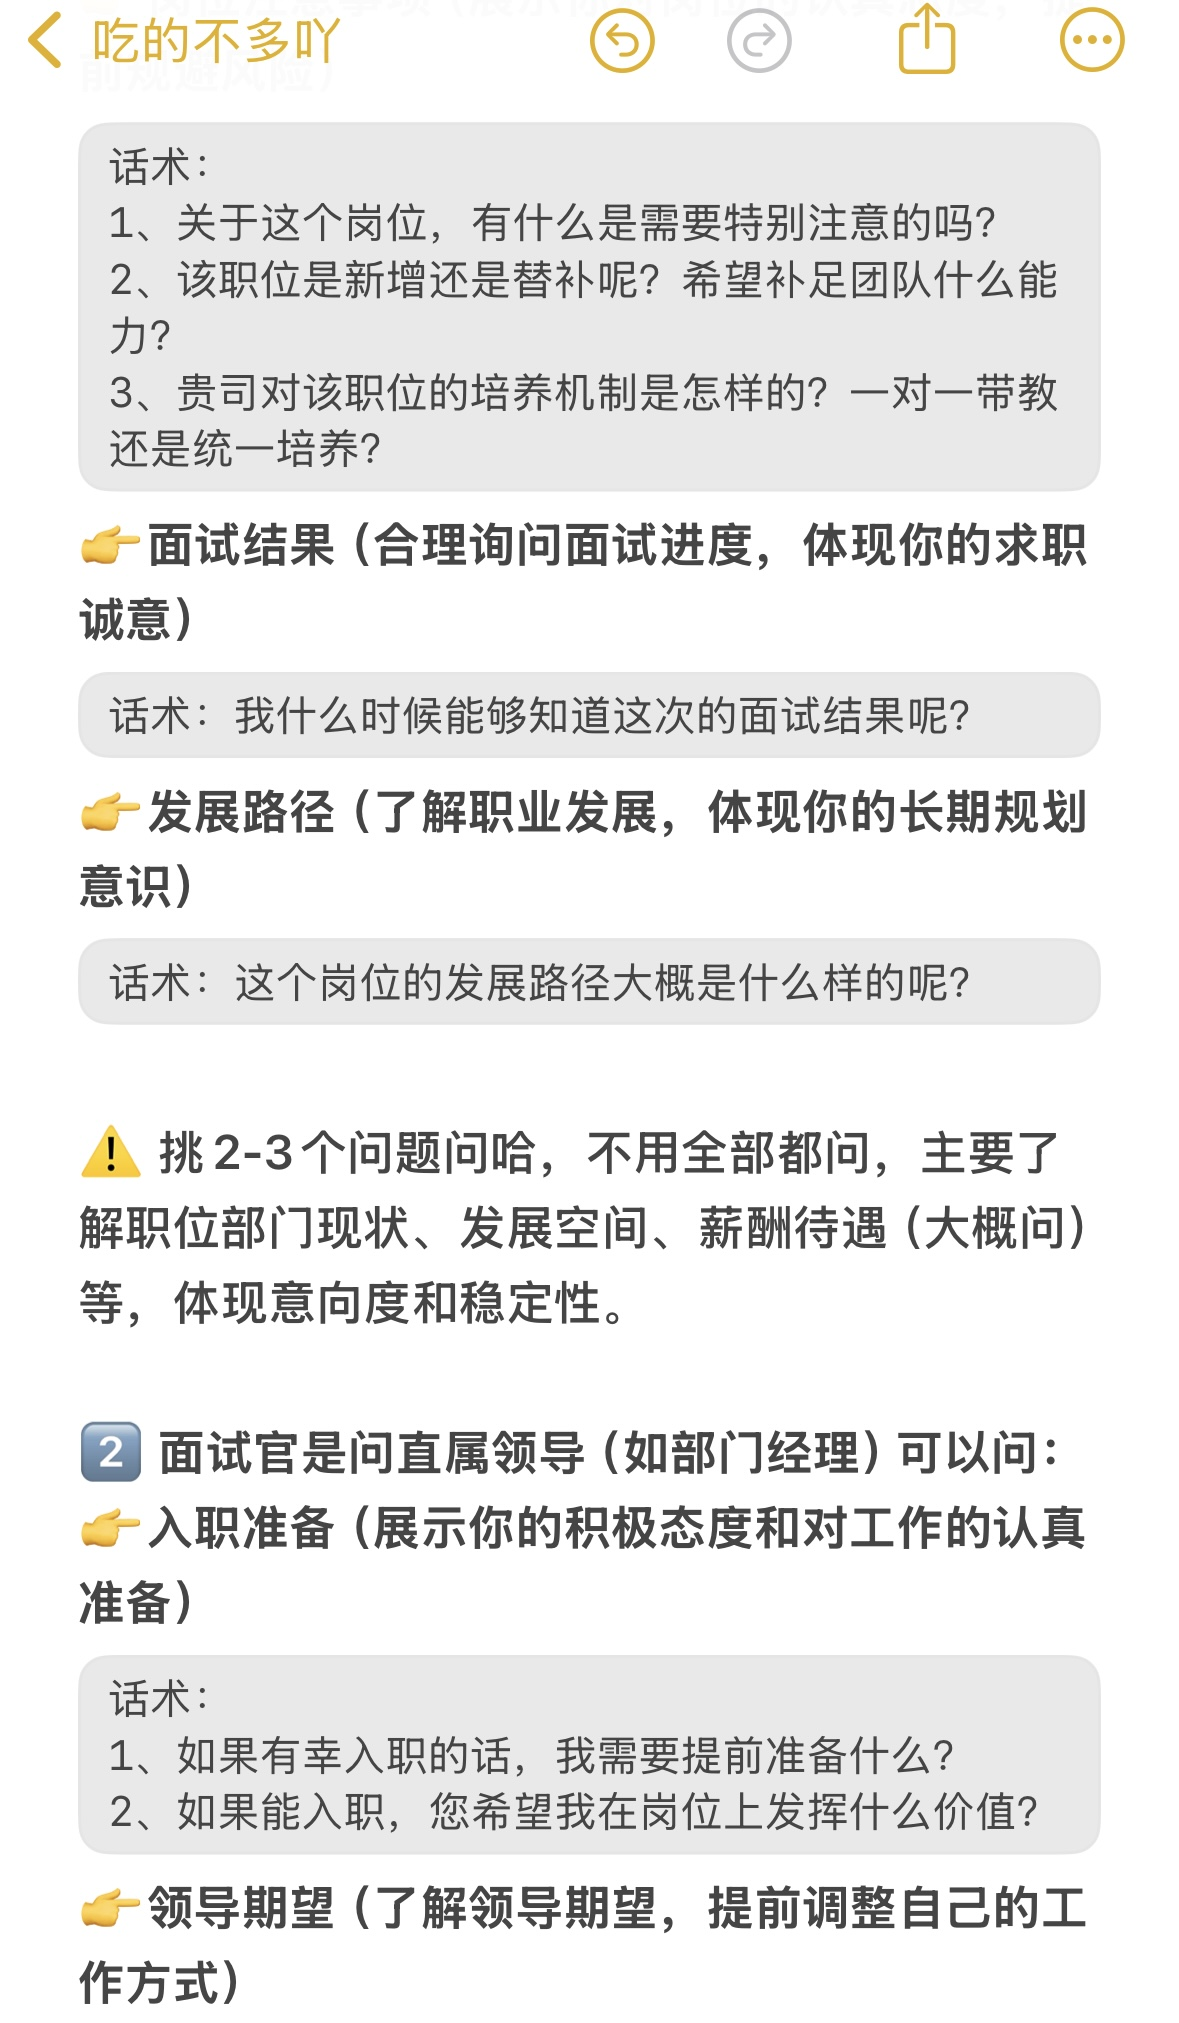 吃的不多吖
前规避风险）
话术：
1、关于这个岗位，有什么是需要特别注意的吗？
2、该职位是新增还是替补呢？希望补足团队什么能
力？
3、贵司对该职位的培养机制是怎样的？一对一带教
还是统一培养？
👉面试结果（合理询问面试进度，体现你的求职
诚意）
话术：我什么时候能够知道这次的面试结果呢？
👉发展路径（了解职业发展，体现你的长期规划
意识）
话术：这个岗位的发展路径大概是什么样的呢？
⚠️ 挑2-3个问题问哈，不用全部都问，主要了
解职位部门现状、发展空间、薪酬待遇（大概问）
等，体现意向度和稳定性。
2️⃣ 面试官是问直属领导（如部门经理）可以问：
👉入职准备（展示你的积极态度和对工作的认真
准备）
话术：
1、如果有幸入职的话，我需要提前准备什么？
2、如果能入职，您希望我在岗位上发挥什么价值？
👉领导期望（了解领导期望，提前调整自己的工
作方式）